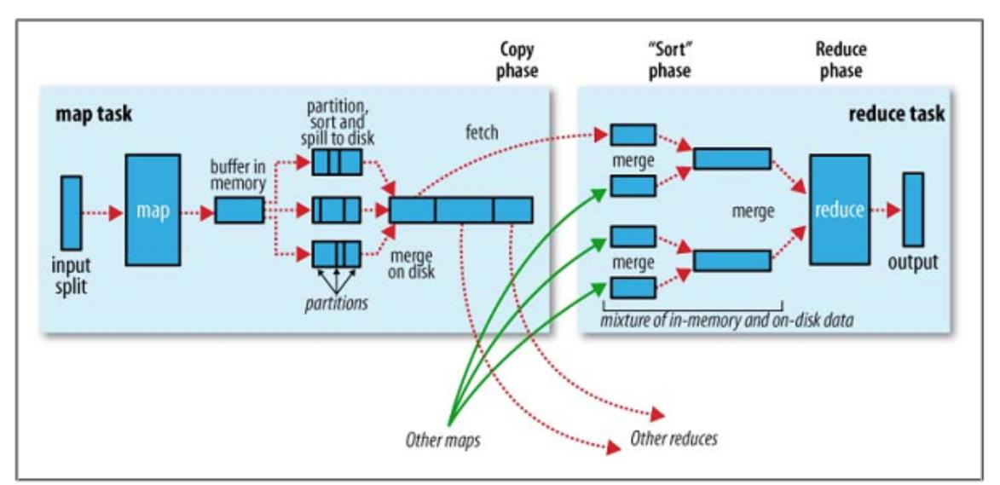 Copy
phase
“Sort”
phase
Reduce
phase
map task
partition,
sort and
spill to disk
fetch
buffer in
memory
map
input
split
merge
on disk
partitions
reduce task
merge
merge
reduce
merge
output
mixture of in-memory and on-disk data
Other maps
Other reduces